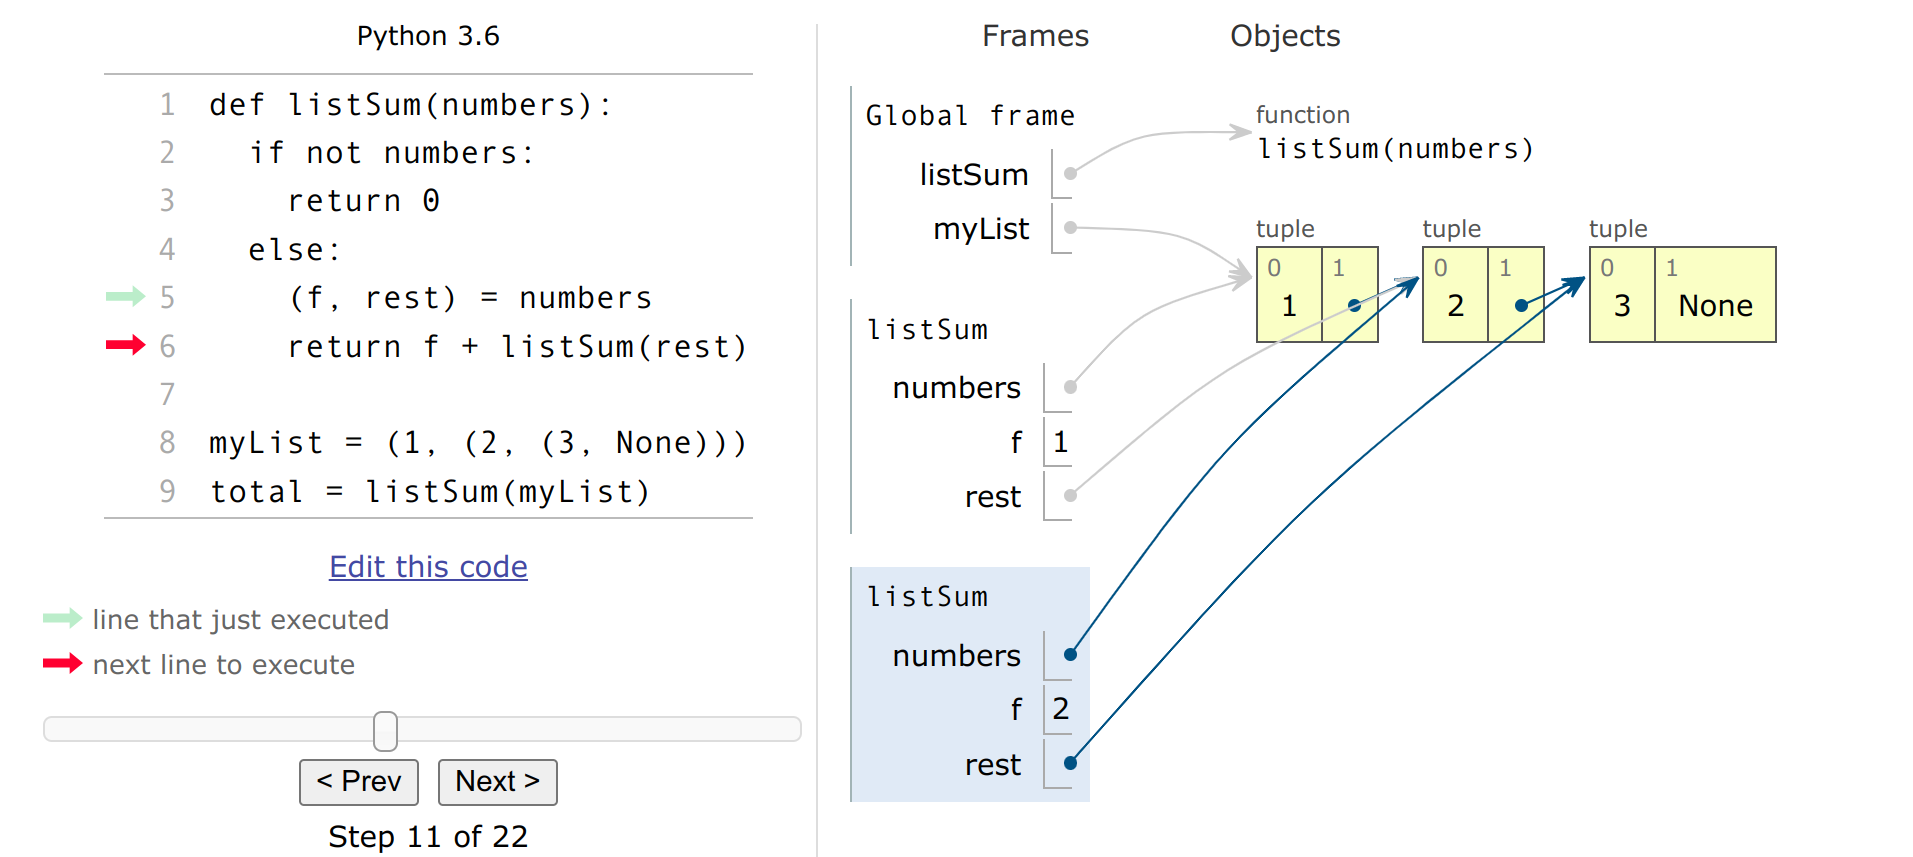 Python 3.6
1 def listSum(numbers):
2 if not numbers:
3 return 0
4 else:
5 (f, rest) = numbers
6 return f + listSum(rest)
7
8 myList = (1, (2, (3, None)))
9 total = listSum(myList)
Edit this code
line that just executed
next line to execute
< Prev Next >
Step 11 of 22
Frames Objects
Global frame
listSum
myList
function
listSum(numbers)
tuple tuple tuple
0 1 0 1 0 1
1 2 3 None
listSum
numbers
f 1
rest
listSum
numbers
f 2
rest